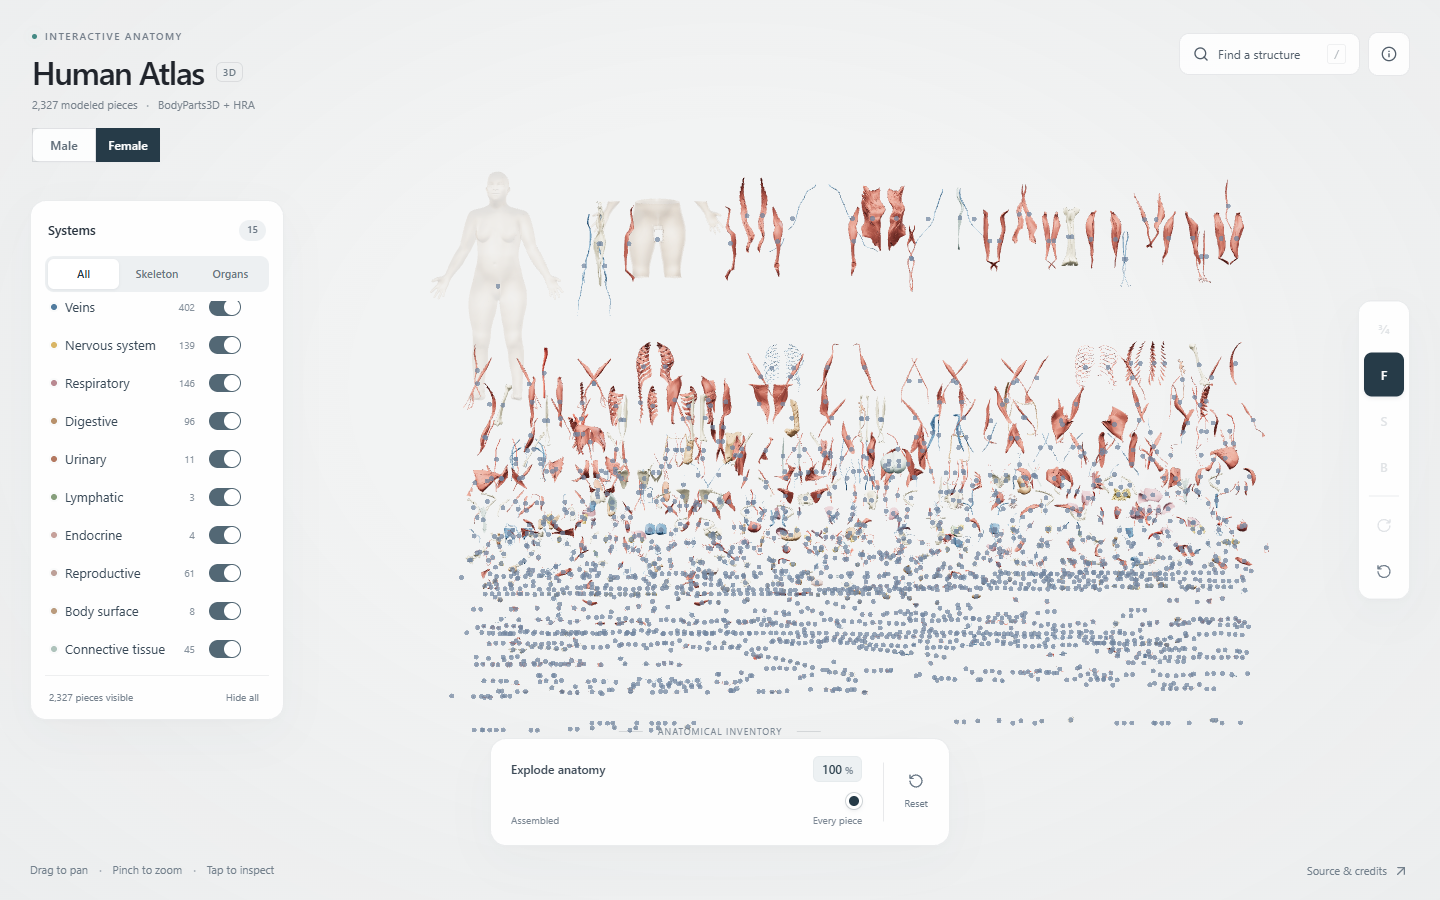 INTERACTIVE ANATOMY
Human Atlas 3D
2,327 modeled pieces · BodyParts3D + HRA
Male Female
Find a structure /
Systems 15
All Skeleton Organs
Veins 402
Nervous system 139
Respiratory 146
Digestive 96
Urinary 11
Lymphatic 3
Endocrine 4
Reproductive 61
Body surface 8
Connective tissue 45
2,327 pieces visible Hide all
¾
F
S
B
ANATOMICAL INVENTORY
Explode anatomy 100 %
Assembled Every piece
Reset
Drag to pan · Pinch to zoom · Tap to inspect
Source & credits